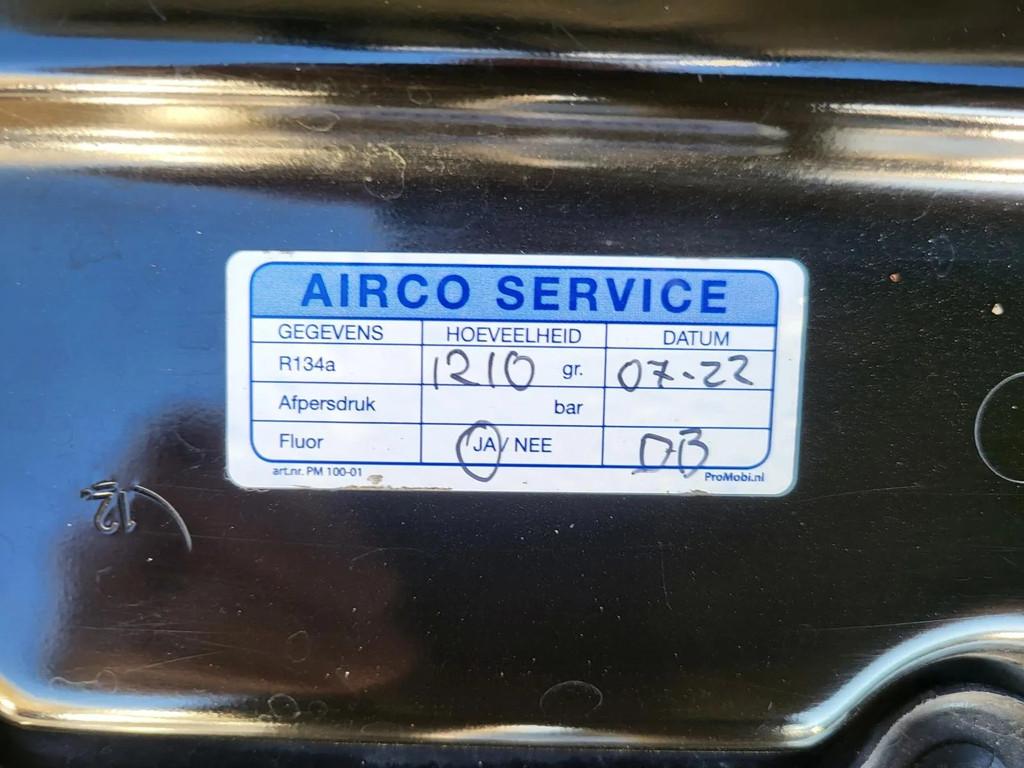 AIRCO SERVICE
GEGEVENS HOEVEELHEID DATUM
R134a 1210 gr. 07-22
Afpersdruk bar
Fluor JA / NEE DB
art.nr. PM 100-01 ProMobi.nl
12